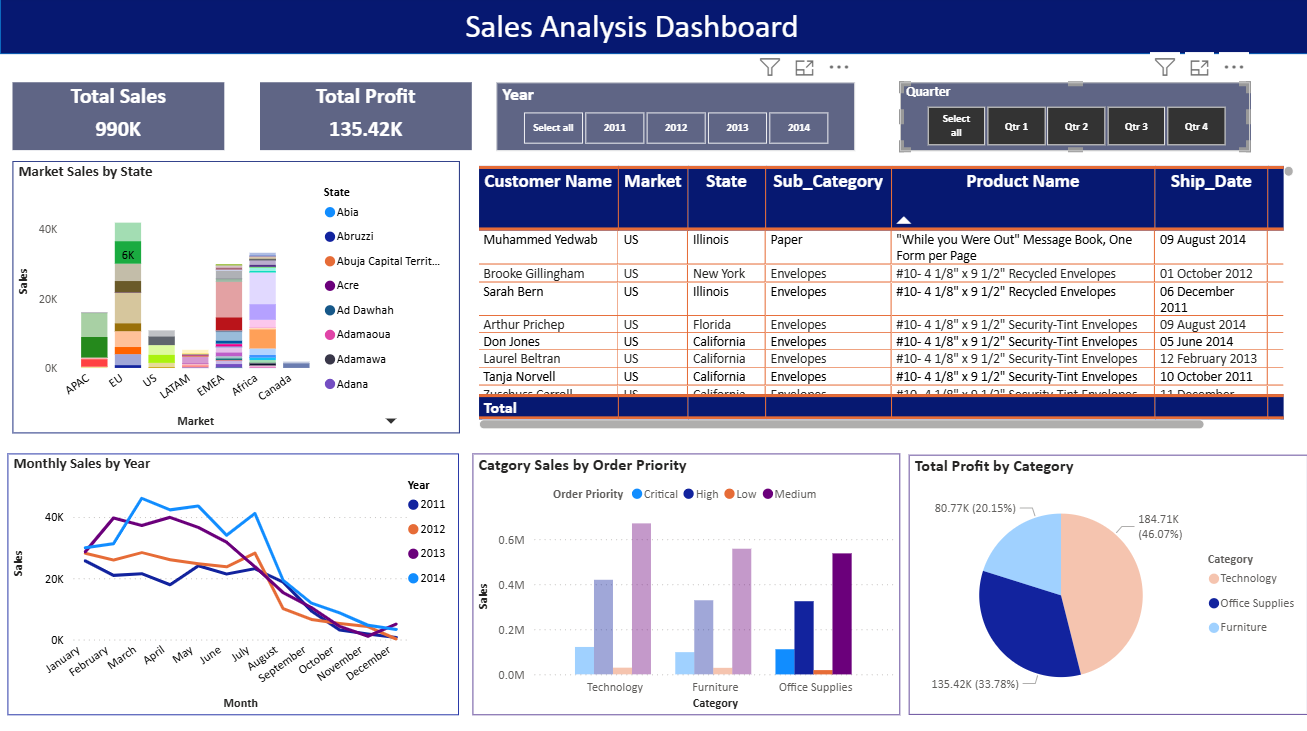 Sales Analysis Dashboard
Total Sales
990K
Total Profit
135.42K
Year
Select all 2011 2012 2013 2014
Quarter
Select all Qtr 1 Qtr 2 Qtr 3 Qtr 4
Market Sales by State
Sales
40K
20K
0K
6K
APAC EU US LATAM EMEA Africa Canada
Market
State
Abia
Abruzzi
Abuja Capital Territ...
Acre
Ad Dawhah
Adamaoua
Adamawa
Adana
Customer Name Market State Sub_Category Product Name Ship_Date
Muhammed Yedwab US Illinois Paper "While you Were Out" Message Book, One Form per Page 09 August 2014
Brooke Gillingham US New York Envelopes #10- 4 1/8" x 9 1/2" Recycled Envelopes 01 October 2012
Sarah Bern US Illinois Envelopes #10- 4 1/8" x 9 1/2" Recycled Envelopes 06 December 2011
Arthur Prichep US Florida Envelopes #10- 4 1/8" x 9 1/2" Security-Tint Envelopes 09 August 2014
Don Jones US California Envelopes #10- 4 1/8" x 9 1/2" Security-Tint Envelopes 05 June 2014
Laurel Beltran US California Envelopes #10- 4 1/8" x 9 1/2" Security-Tint Envelopes 12 February 2013
Tanja Norvell US California Envelopes #10- 4 1/8" x 9 1/2" Security-Tint Envelopes 10 October 2011
US California Envelopes #10- 4 1/8" x 9 1/2" Security-Tint Envelopes 11 December
Total
Monthly Sales by Year
Sales
40K
20K
0K
January February March April May June July August September October November December
Month
Year
2011
2012
2013
2014
Catgory Sales by Order Priority
Order Priority Critical High Low Medium
Sales
0.6M
0.4M
0.2M
0.0M
Technology Furniture Office Supplies
Category
Total Profit by Category
80.77K (20.15%)
184.71K
(46.07%)
135.42K (33.78%)
Category
Technology
Office Supplies
Furniture